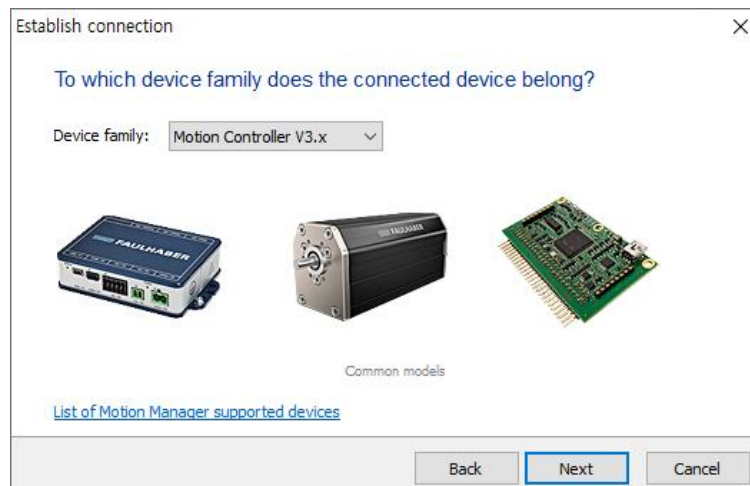 Establish connection
To which device family does the connected device belong?
Device family: Motion Controller V3.x
FAULHABER
FAULHABER
Common models
List of Motion Manager supported devices
Back Next Cancel